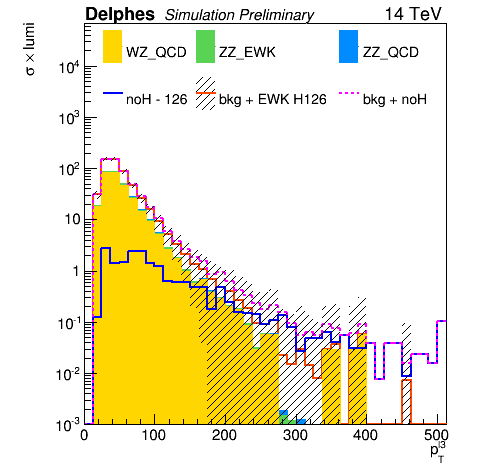 Delphes Simulation Preliminary 14 TeV
σ × lumi
WZ_QCD ZZ_EWK ZZ_QCD
noH - 126 bkg + EWK H126 bkg + noH
10⁴
10³
10²
10
1
10⁻¹
10⁻²
10⁻³
0 100 200 300 400 500
p_T^l3